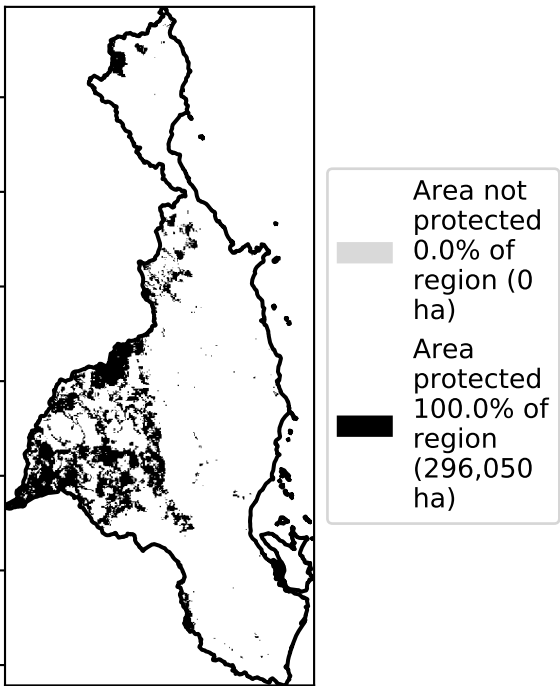 Area not
protected
0.0% of
region (0
ha)
Area
protected
100.0% of
region
(296,050
ha)